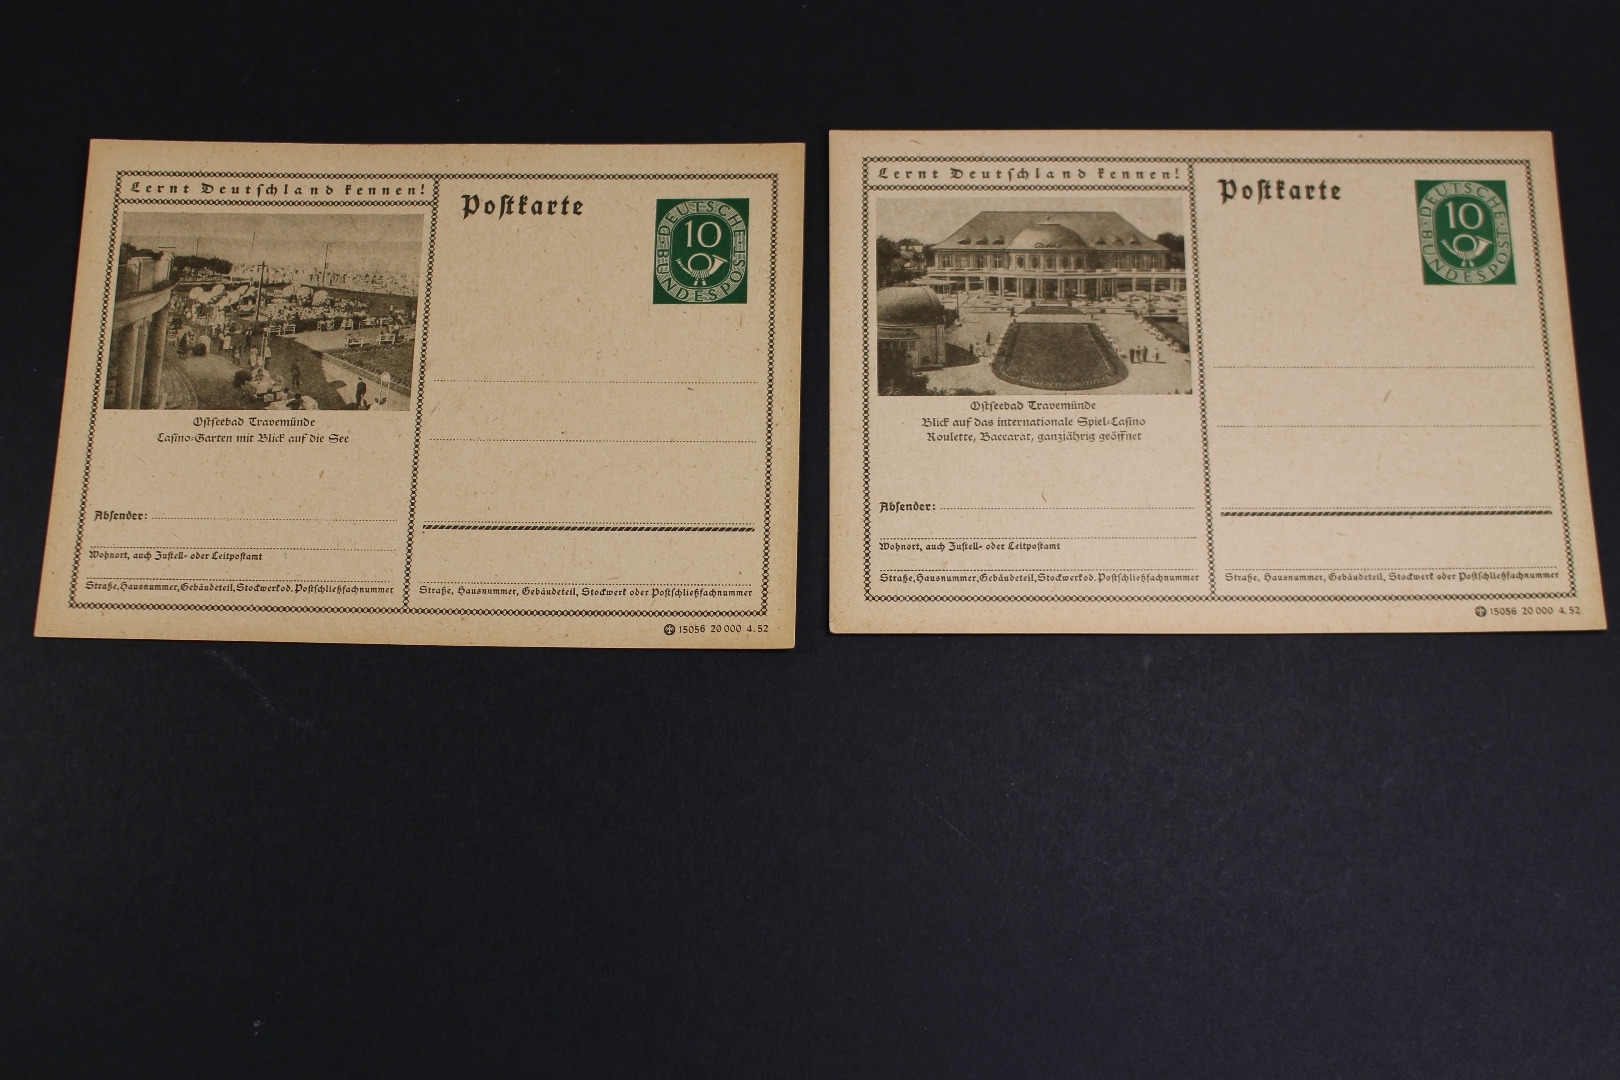 Lernt Deutschland kennen!
Postkarte
DEUTSCHE BUNDESPOST
10
Ostseebad Travemünde
Casino-Garten mit Blick auf die See
Absender:
Wohnort, auch Zustell- oder Leitpostamt
Straße, Hausnummer, Gebäudeteil, Stockwerk od. Postschließfachnummer
Straße, Hausnummer, Gebäudeteil, Stockwerk oder Postschließfachnummer
15056 20 000 4. 52
Lernt Deutschland kennen!
Postkarte
DEUTSCHE BUNDESPOST
10
Casino
Ostseebad Travemünde
Blick auf das internationale Spiel-Casino
Roulette, Baccarat, ganzjährig geöffnet
Absender:
Wohnort, auch Zustell- oder Leitpostamt
Straße, Hausnummer, Gebäudeteil, Stockwerk od. Postschließfachnummer
Straße, Hausnummer, Gebäudeteil, Stockwerk oder Postschließfachnummer
15056 20 000 4. 52